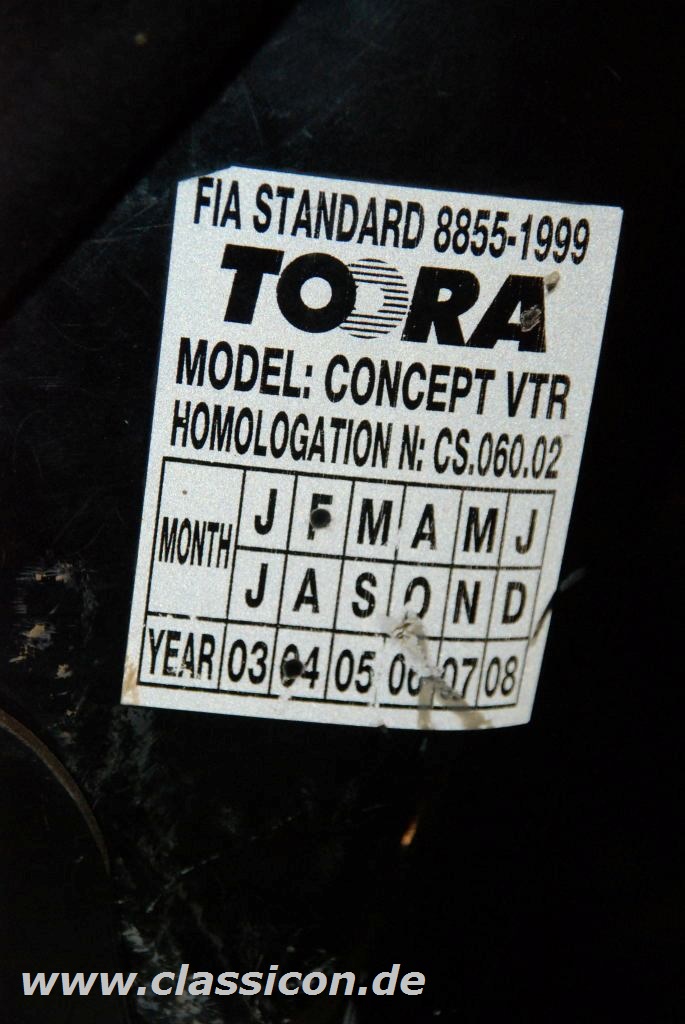 FIA STANDARD 8855-1999
TOORA
MODEL: CONCEPT VTR
HOMOLOGATION N: CS.060.02
MONTH J F M A M J
J A S O N D
YEAR 03 04 05 06 07 08
www.classicon.de